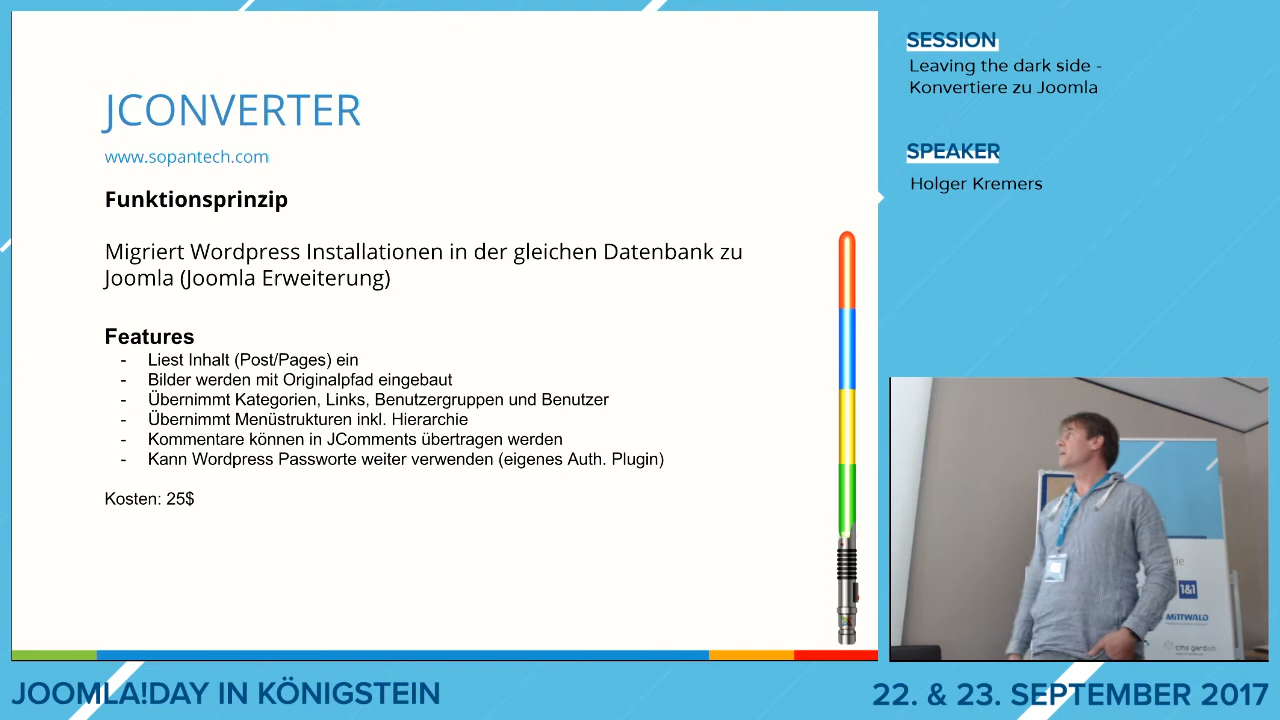 JCONVERTER
www.sopantech.com
Funktionsprinzip
Migriert Wordpress Installationen in der gleichen Datenbank zu
Joomla (Joomla Erweiterung)
Features
- Liest Inhalt (Post/Pages) ein
- Bilder werden mit Originalpfad eingebaut
- Übernimmt Kategorien, Links, Benutzergruppen und Benutzer
- Übernimmt Menüstrukturen inkl. Hierarchie
- Kommentare können in JComments übertragen werden
- Kann Wordpress Passworte weiter verwenden (eigenes Auth. Plugin)
Kosten: 25$
SESSION
Leaving the dark side -
Konvertiere zu Joomla
SPEAKER
Holger Kremers
de
1&1
MITTWALD
cms garden
JOOMLA!DAY IN KÖNIGSTEIN
22. & 23. SEPTEMBER 2017